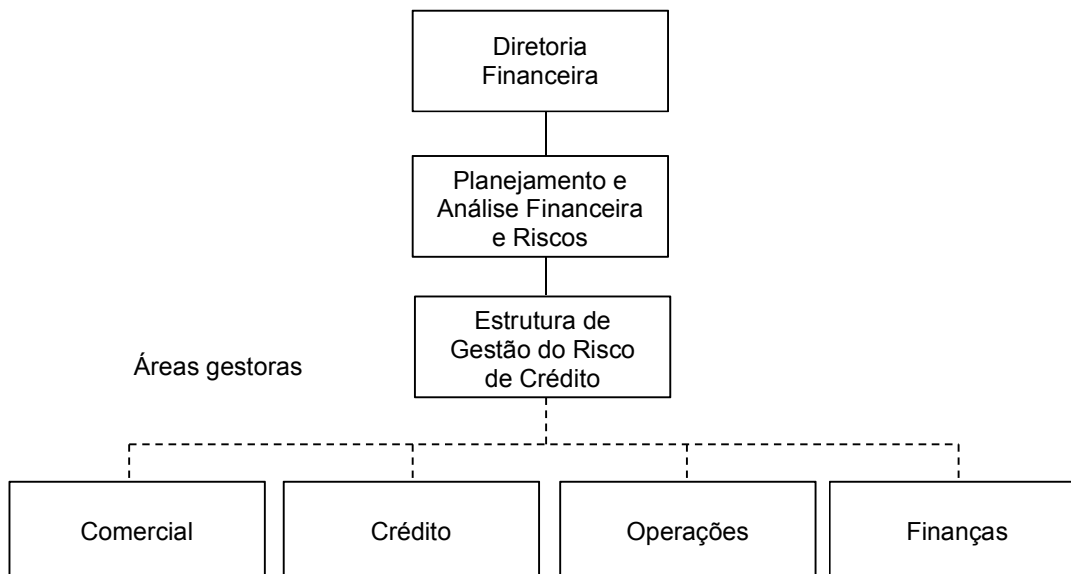 Diretoria
Financeira
Planejamento e
Análise Financeira
e Riscos
Estrutura de
Gestão do Risco
de Crédito
Áreas gestoras
Comercial
Crédito
Operações
Finanças